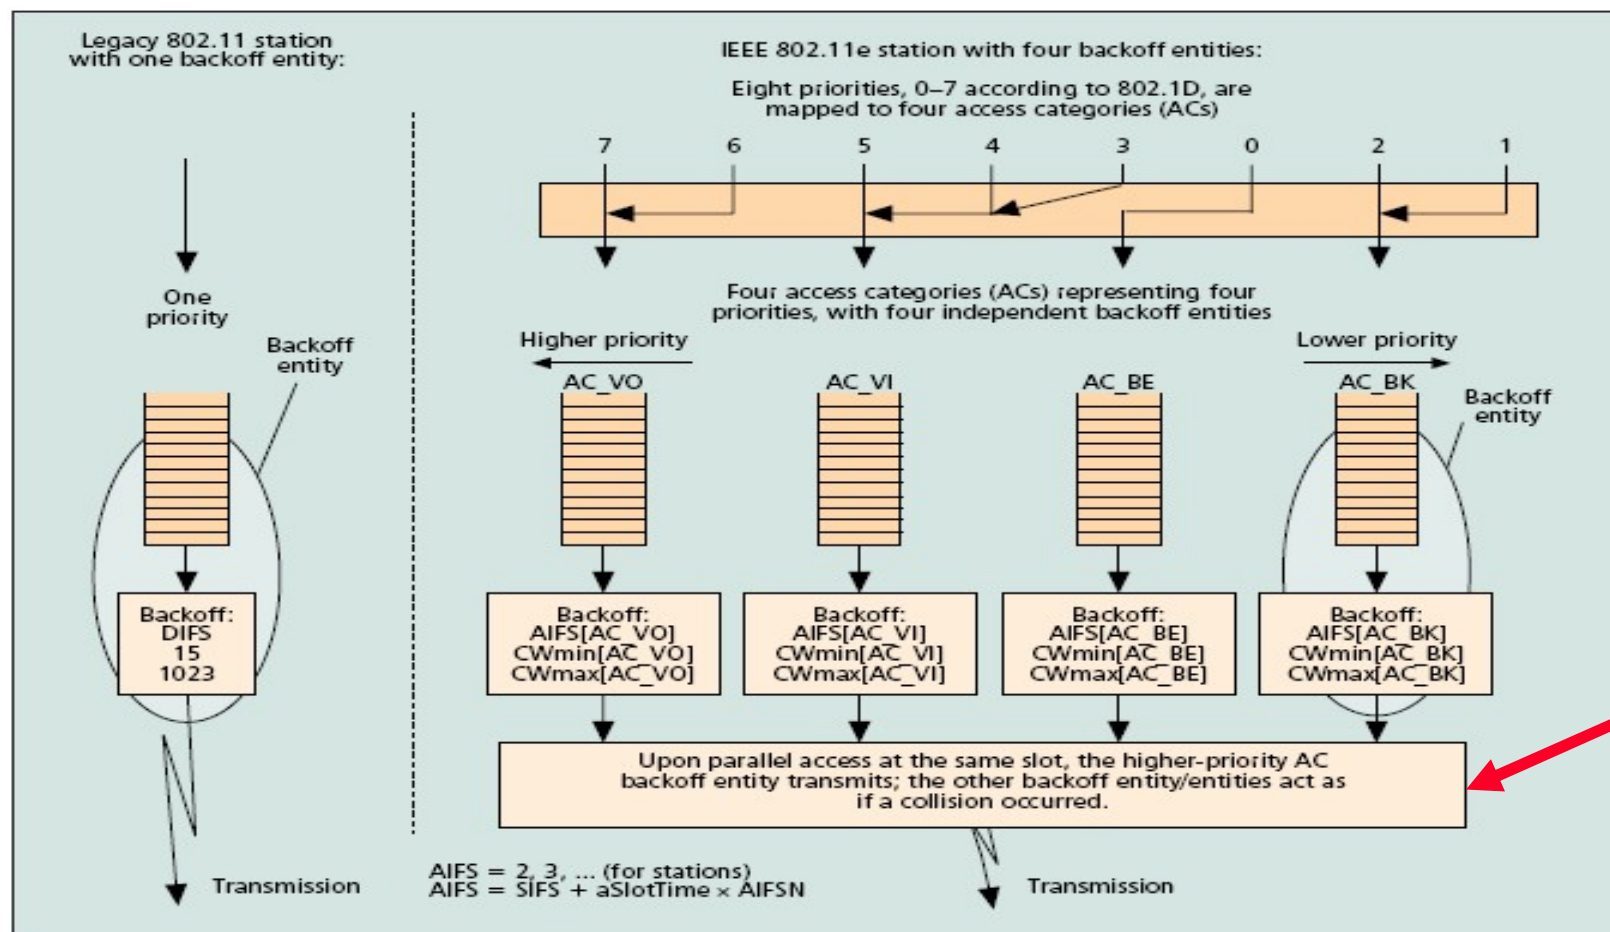 Legacy 802.11 station
with one backoff entity:
One
priority
Backoff
entity
Backoff:
DIFS
15
1023
Transmission
IEEE 802.11e station with four backoff entities:
Eight priorities, 0–7 according to 802.1D, are
mapped to four access categories (ACs)
7 6 5 4 3 0 2 1
Four access categories (ACs) representing four
priorities, with four independent backoff entities
Higher priority
Lower priority
AC_VO AC_VI AC_BE AC_BK
Backoff
entity
Backoff:
AIFS[AC_VO]
CWmin[AC_VO]
CWmax[AC_VO]
Backoff:
AIFS[AC_VI]
CWmin[AC_VI]
CWmax[AC_VI]
Backoff:
AIFS[AC_BE]
CWmin[AC_BE]
CWmax[AC_BE]
Backoff:
AIFS[AC_BK]
CWmin[AC_BK]
CWmax[AC_BK]
Upon parallel access at the same slot, the higher-priority AC
backoff entity transmits; the other backoff entity/entities act as
if a collision occurred.
AIFS = 2, 3, ... (for stations)
AIFS = SIFS + aSlotTime × AIFSN
Transmission